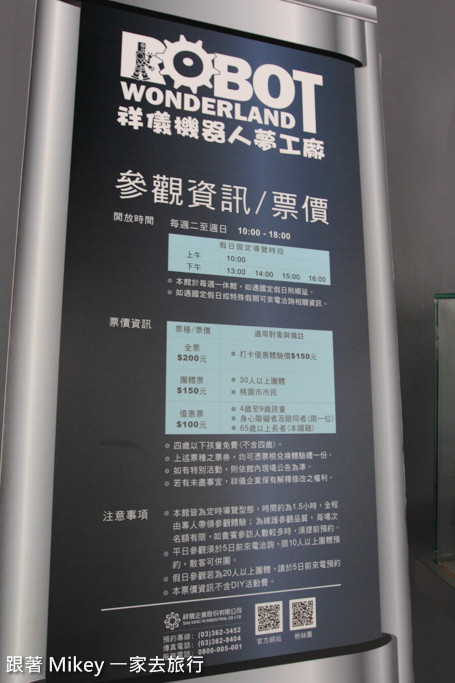 ROBOT
WONDERLAND
祥儀機器人夢工廠
參觀資訊/票價
開放時間 每週二至週日 10:00 - 18:00
假日固定導覽時段
上午 10:00
下午 13:00 14:00 15:00 16:00
本館於每週一休館，如遇國定假日則順延。
如遇國定假日或特殊假期可來電洽詢相關資訊。
票價資訊
票種/票價 適用對象與備註
全票
$200元
打卡優惠體驗價$150元
團體票
$150元
30人以上團體
桃園市市民
優惠票
$100元
4歲至9歲孩童
身心障礙者及陪同者(限一位)
65歲以上長者(本國籍)
四歲以下孩童免費(不含四歲)。
上述票種之票券，均可憑票根兌換體驗禮一份。
如有特別活動，則依館內現場公告為準。
若有未盡事宜，祥儀企業保有解釋修改之權利。
注意事項
本館皆為定時導覽型態，時間約為1.5小時，全程
由專人帶領參觀體驗；為維護參觀品質，每場次
名額有限，如貴賓參訪人數較多時，須提前預約。
平日參觀須於5日前來電洽詢，限10人以上團體預
約，散客可併團。
假日參觀若為20人以上團體，請於5日前來電預約
本票價資訊不含DIY活動費。
祥儀企業股份有限公司
SHAYANG YE INDUSTRIAL CO.,LTD
預約專線：(03)362-3452
傳真電話：(03)362-8404
0800-005-001
官方網站
粉絲團
跟著 Mikey 一家去旅行